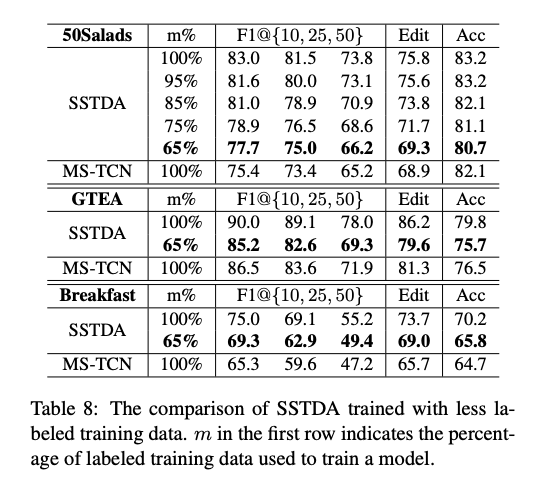 50Salads m% F1@{10, 25, 50} Edit Acc
100% 83.0 81.5 73.8 75.8 83.2
95% 81.6 80.0 73.1 75.6 83.2
SSTDA 85% 81.0 78.9 70.9 73.8 82.1
75% 78.9 76.5 68.6 71.7 81.1
65% 77.7 75.0 66.2 69.3 80.7
MS-TCN 100% 75.4 73.4 65.2 68.9 82.1
GTEA m% F1@{10, 25, 50} Edit Acc
SSTDA 100% 90.0 89.1 78.0 86.2 79.8
65% 85.2 82.6 69.3 79.6 75.7
MS-TCN 100% 86.5 83.6 71.9 81.3 76.5
Breakfast m% F1@{10, 25, 50} Edit Acc
SSTDA 100% 75.0 69.1 55.2 73.7 70.2
65% 69.3 62.9 49.4 69.0 65.8
MS-TCN 100% 65.3 59.6 47.2 65.7 64.7
Table 8: The comparison of SSTDA trained with less la-
beled training data. m in the first row indicates the percent-
age of labeled training data used to train a model.